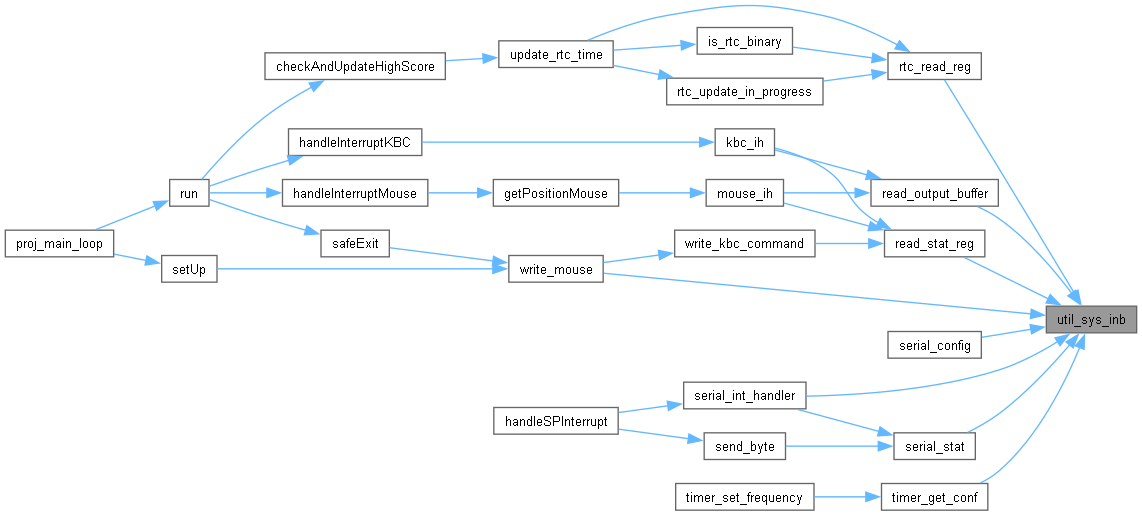 is_rtc_binary
update_rtc_time
checkAndUpdateHighScore
rtc_read_reg
rtc_update_in_progress
handleInterruptKBC
kbc_ih
run
handleInterruptMouse
getPositionMouse
mouse_ih
read_output_buffer
proj_main_loop
safeExit
write_kbc_command
read_stat_reg
setUp
write_mouse
util_sys_inb
serial_config
serial_int_handler
handleSPInterrupt
send_byte
serial_stat
timer_set_frequency
timer_get_conf